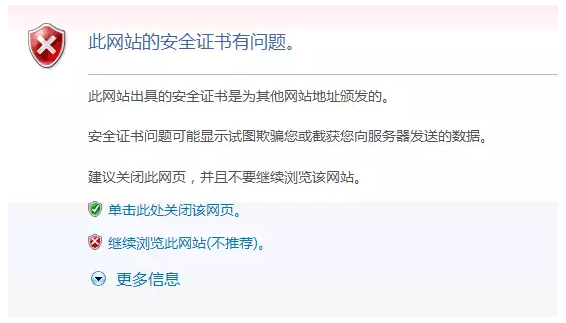 此网站的安全证书有问题。
此网站出具的安全证书是为其他网站地址颁发的。
安全证书问题可能显示试图欺骗您或截获您向服务器发送的数据。
建议关闭此网页，并且不要继续浏览该网站。
单击此处关闭该网页。
继续浏览此网站(不推荐)。
更多信息